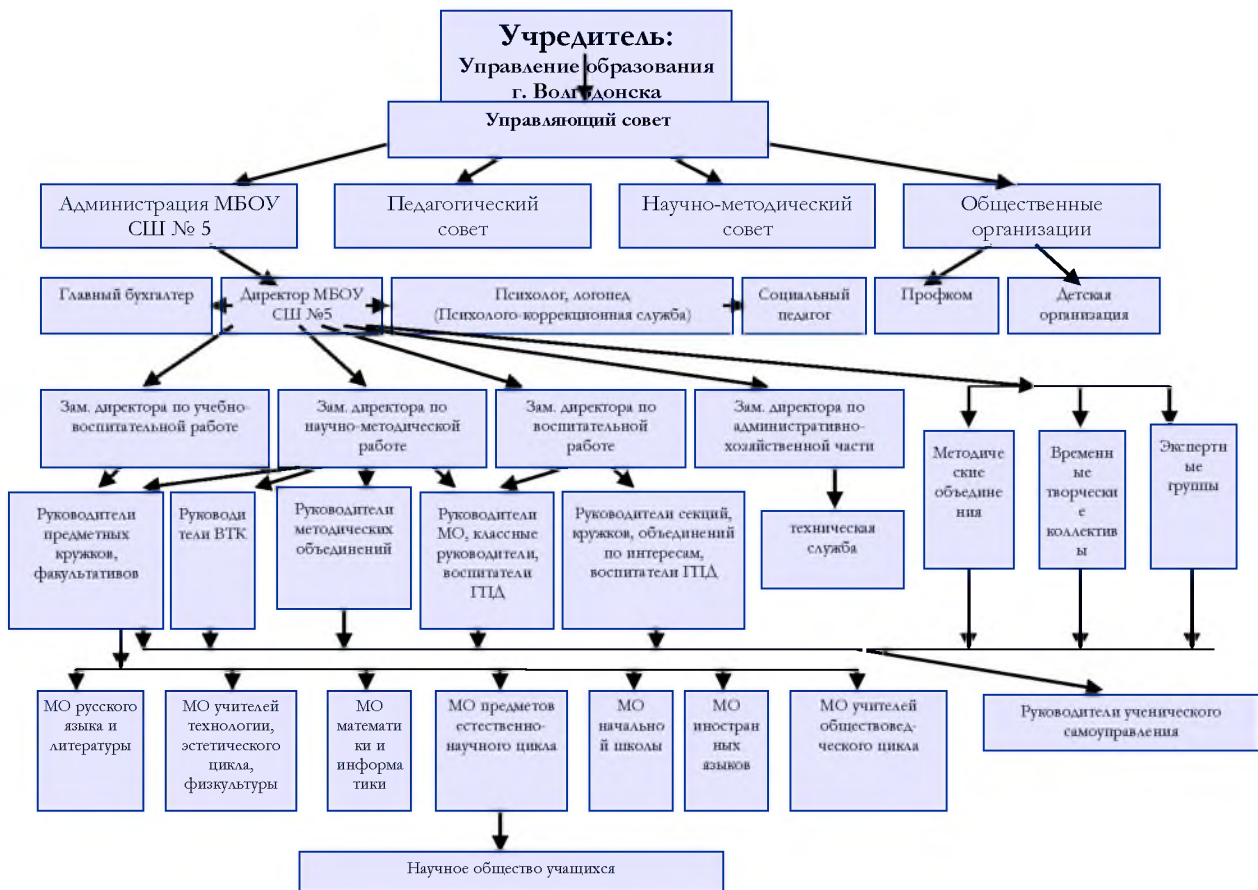 Учредитель:
Управление образования
г. Волгодонска
Управляющий совет
Администрация МБОУ
СШ № 5
Педагогический
совет
Научно-методический
совет
Общественные
организации
Главный бухгалтер
Директор МБОУ
СШ №5
Психолог, логопед
(Психолого-коррекционная служба)
Социальный
педагог
Профком
Детская
организация
Зам. директора по учебно-
воспитательной работе
Зам. директора по
научно-методической
работе
Зам. директора по
воспитательной
работе
Зам. директора по
административно-
хозяйственной части
Методиче
ские
объедине
ния
Временн
ые
творчески
е
коллектив
ы
Экспертн
ые
группы
Руководители
предметных
кружков,
факультативов
Руководи
тели ВТК
Руководители
методических
объединений
Руководители
МО, классные
руководители,
воспитатели
ГПД
Руководители секций,
кружков, объединений
по интересам,
воспитатели ГПД
техническая
служба
МО русского
языка и
литературы
МО учителей
технологии,
эстетического
цикла,
физкультуры
МО
математи
ки и
информа
тики
МО предметов
естественно-
научного цикла
МО
начально
й школы
МО
иностран
ных
языков
МО учителей
обществовед
ческого цикла
Руководители ученического
самоуправления
Научное общество учащихся